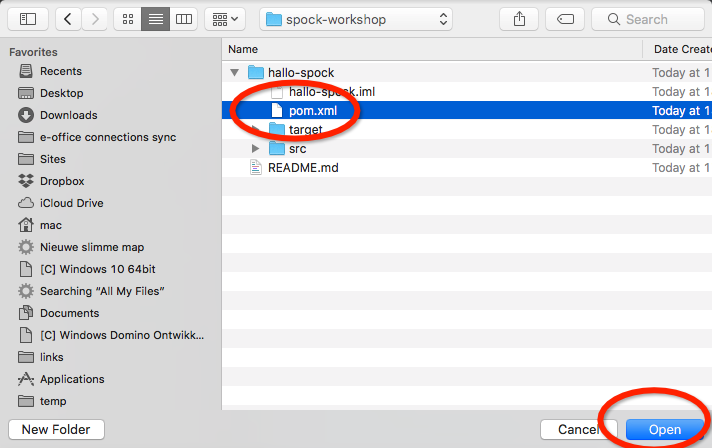 spock-workshop
Search
Favorites
Recents
Desktop
Downloads
e-office connections sync
Sites
Dropbox
iCloud Drive
mac
Nieuwe slimme map
[C] Windows 10 64bit
Searching “All My Files”
Documents
[C] Windows Domino Ontwikk...
links
Applications
temp
Name
Date Create
hallo-spock
Today at 1
hallo-spock.iml
Today at 1
pom.xml
Today at 1
target
Today at 1
src
Today at 1
README.md
Today at 1
New Folder
Cancel
Open